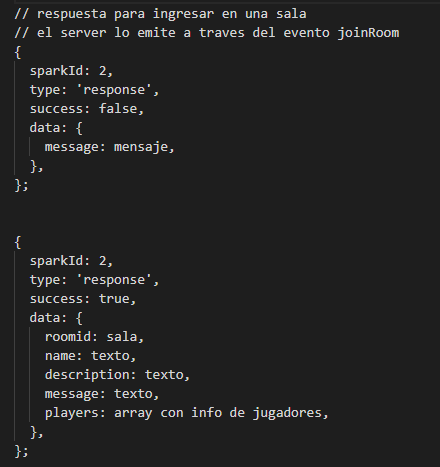 // respuesta para ingresar en una sala
// el server lo emite a traves del evento joinRoom
{
  sparkId: 2,
  type: 'response',
  success: false,
  data: {
    message: mensaje,
  },
};
{
  sparkId: 2,
  type: 'response',
  success: true,
  data: {
    roomid: sala,
    name: texto,
    description: texto,
    message: texto,
    players: array con info de jugadores,
  },
};